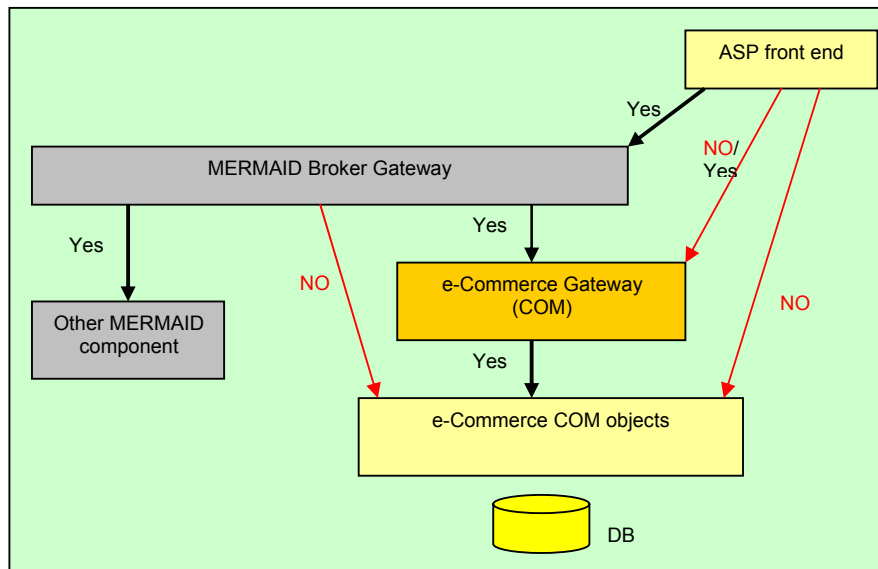 ASP front end
Yes
NO/
Yes
MERMAID Broker Gateway
Yes
Yes
NO
e-Commerce Gateway
(COM)
NO
Other MERMAID
component
Yes
e-Commerce COM objects
DB